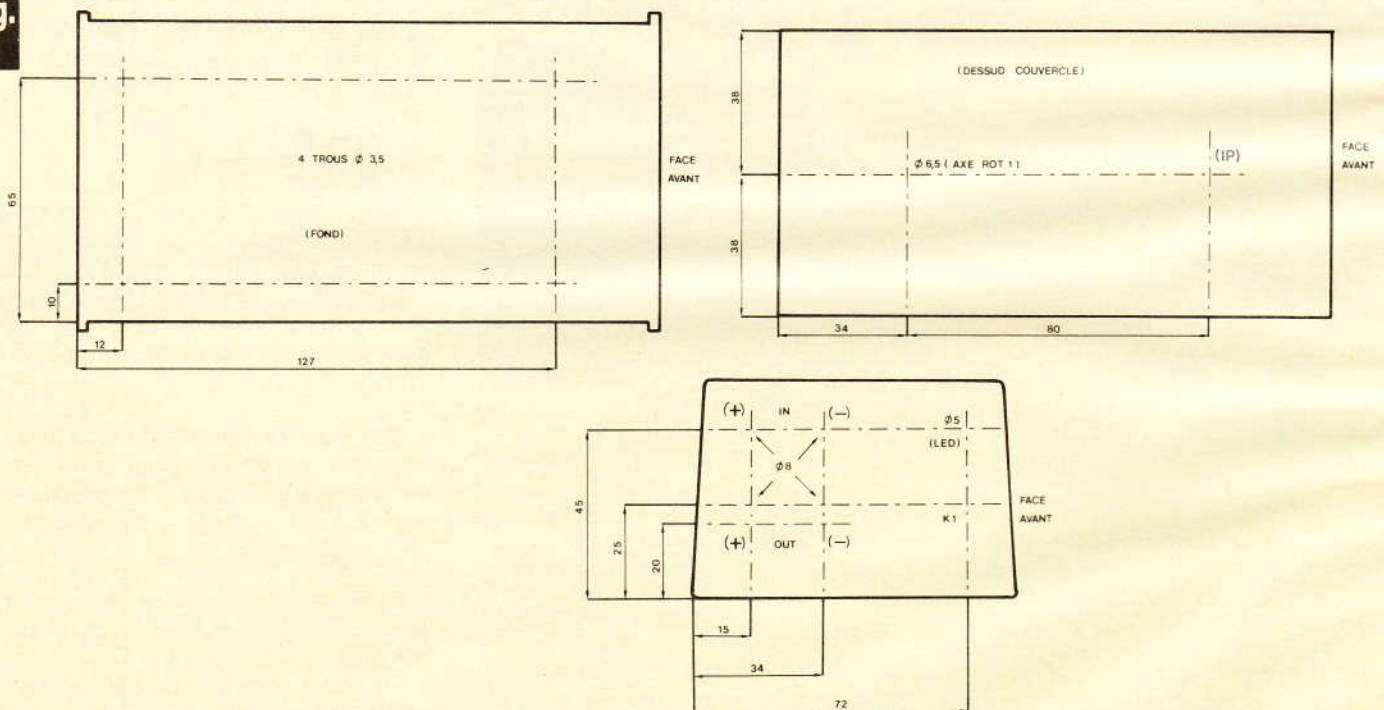 g.
65
10
12
127
4 TROUS Ø 3,5
(FOND)
FACE
AVANT
38
38
(DESSUD COUVERCLE)
Ø 6,5 ( AXE ROT 1 )
(IP)
34
80
FACE
AVANT
(+) IN (—)
Ø5
(LED)
Ø8
K1
(+) OUT (—)
FACE
AVANT
45
25
20
15
34
72